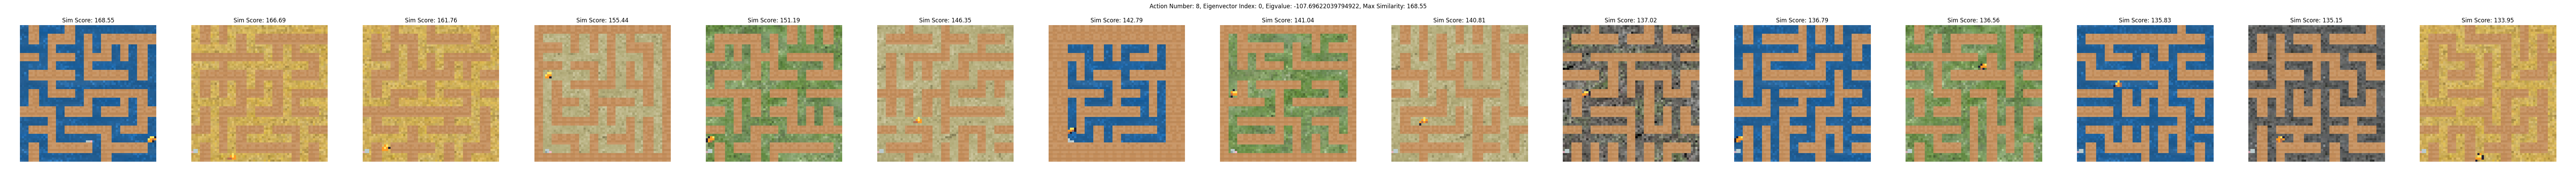 Action Number: 8, Eigenvector Index: 0, Eigvalue: -107.69622039794922, Max Similarity: 168.55
Sim Score: 168.55
Sim Score: 166.69
Sim Score: 161.76
Sim Score: 155.44
Sim Score: 151.19
Sim Score: 146.35
Sim Score: 142.79
Sim Score: 141.04
Sim Score: 140.81
Sim Score: 137.02
Sim Score: 136.79
Sim Score: 136.56
Sim Score: 135.83
Sim Score: 135.15
Sim Score: 133.95